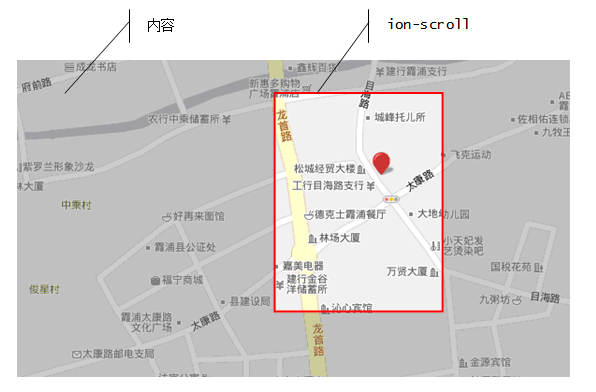 内容
ion-scroll
成龙书店
鑫辉百货
建行霞浦支行
府前路
新惠多购物
广场霞浦店
目海路
农行中乘储蓄所
龙首路
城峰托儿所
佐相佑连锁
九牧王
飞克运动
紫罗兰形象沙龙
林大厦
松城经贸大楼
工行目海路支行
太康路
中乘村
好再来面馆
德克士霞浦餐厅
大地幼儿园
霞浦县公证处
林场大厦
小天妃发
艺烫染吧
嘉美电器
万贤大厦
国税花苑
福宁商城
建行金谷
洋储蓄所
俊星村
县建设局
九粥坊
目海路
沁心宾馆
霞浦太康路
文化广场
太康路
龙首路
太康路邮电支局
金源宾馆